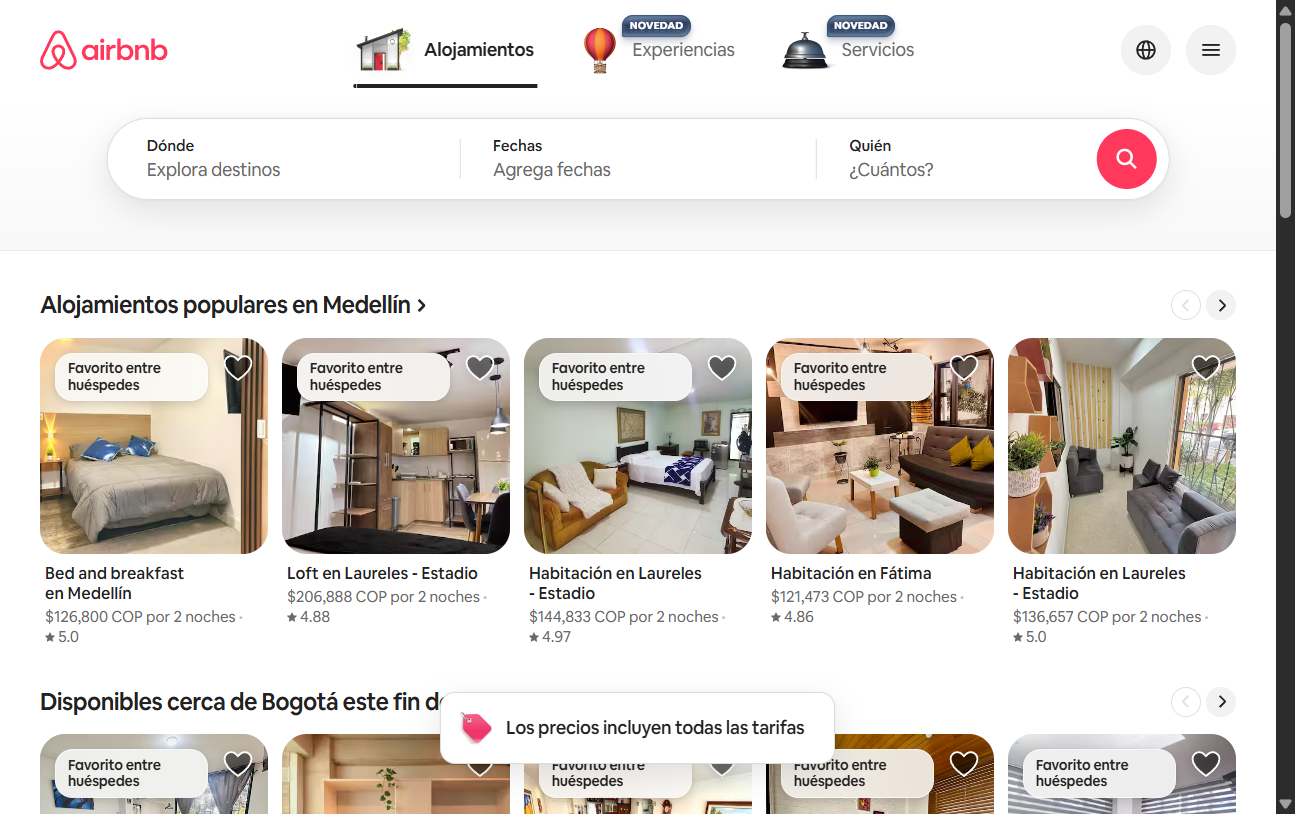 airbnb
Alojamientos
NOVEDAD
Experiencias
NOVEDAD
Servicios
Dónde
Explora destinos
Fechas
Agrega fechas
Quién
¿Cuántos?
Alojamientos populares en Medellín
Favorito entre
huéspedes
Favorito entre
huéspedes
Favorito entre
huéspedes
Favorito entre
huéspedes
Bed and breakfast
en Medellín
$126,800 COP por 2 noches ·
★ 5.0
Loft en Laureles - Estadio
$206,888 COP por 2 noches ·
★ 4.88
Habitación en Laureles
- Estadio
$144,833 COP por 2 noches ·
★ 4.97
Habitación en Fátima
$121,473 COP por 2 noches ·
★ 4.86
Habitación en Laureles
- Estadio
$136,657 COP por 2 noches ·
★ 5.0
Disponibles cerca de Bogotá este fin
Los precios incluyen todas las tarifas
Favorito entre
huéspedes
Favorito entre
huéspedes
Favorito entre
huéspedes
Favorito entre
huéspedes